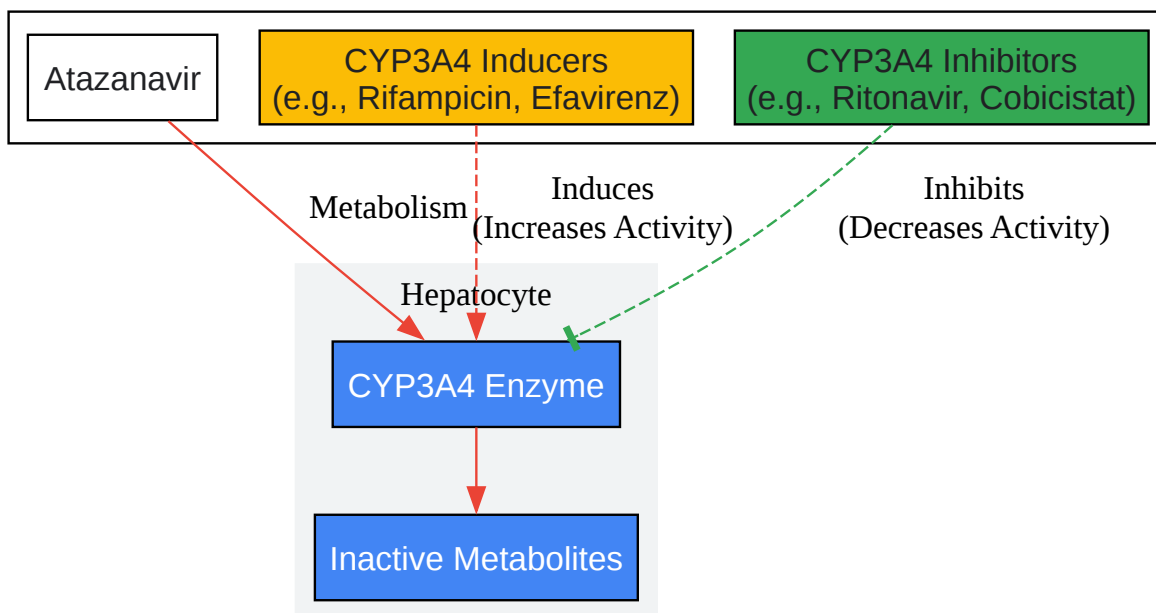 Atazanavir
CYP3A4 Inducers
(e.g., Rifampicin, Efavirenz)
CYP3A4 Inhibitors
(e.g., Ritonavir, Cobicistat)
Metabolism
Induces
(Increases Activity)
Inhibits
(Decreases Activity)
Hepatocyte
CYP3A4 Enzyme
Inactive Metabolites